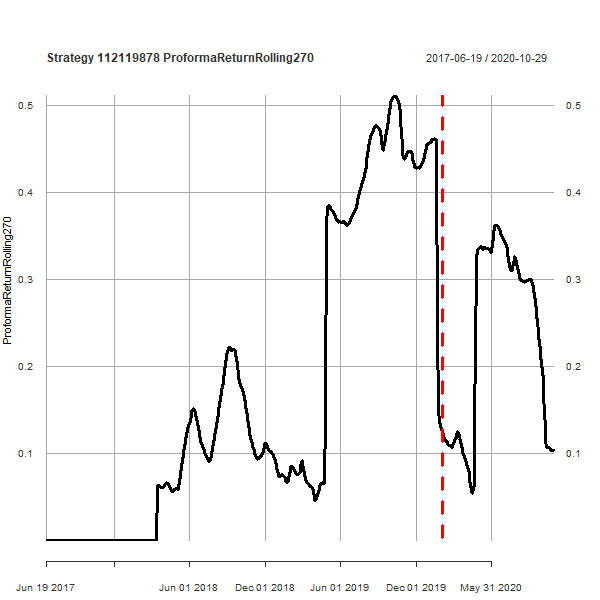 Strategy 112119878 ProformaReturnRolling270
2017-06-19 / 2020-10-29
ProformaReturnRolling270
0.5
0.4
0.3
0.2
0.1
0.5
0.4
0.3
0.2
0.1
Jun 19 2017
Jun 01 2018
Dec 01 2018
Jun 01 2019
Dec 01 2019
May 31 2020